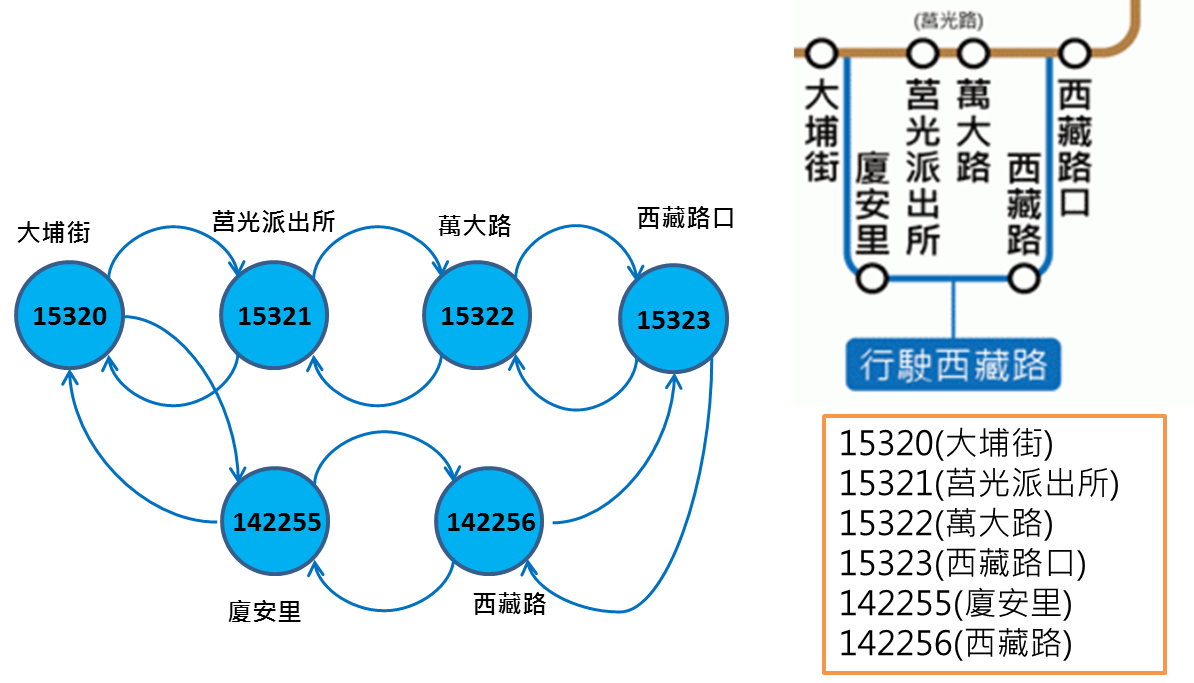 大埔街
莒光派出所
萬大路
西藏路口
15320
15321
15322
15323
142255
142256
廈安里
西藏路
(莒光路)
大埔街
廈安里
莒光派出所
萬大路
西藏路
西藏路口
行駛西藏路
15320(大埔街)
15321(莒光派出所)
15322(萬大路)
15323(西藏路口)
142255(廈安里)
142256(西藏路)